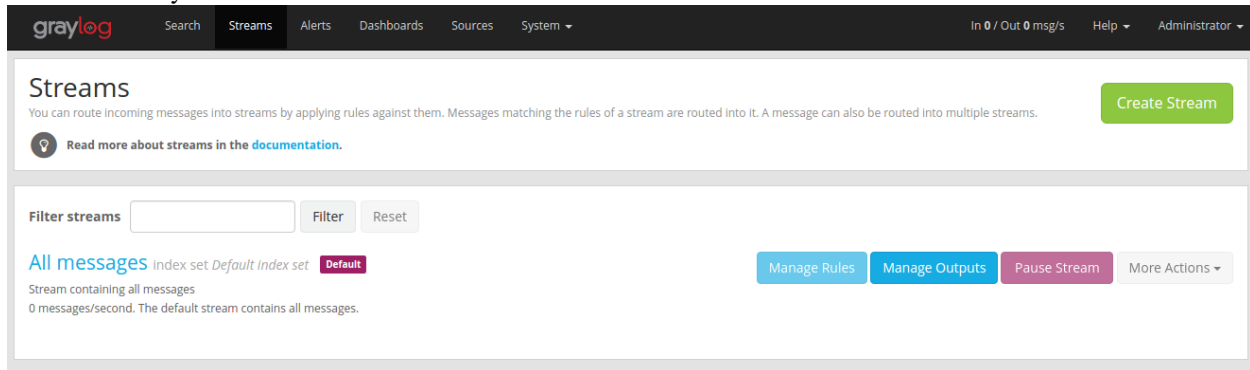 graylog Search Streams Alerts Dashboards Sources System In 0 / Out 0 msg/s Help Administrator
Streams
You can route incoming messages into streams by applying rules against them. Messages matching the rules of a stream are routed into it. A message can also be routed into multiple streams.
Create Stream
Read more about streams in the documentation.
Filter streams Filter Reset
All messages index set Default index set Default
Manage Rules Manage Outputs Pause Stream More Actions
Stream containing all messages
0 messages/second. The default stream contains all messages.